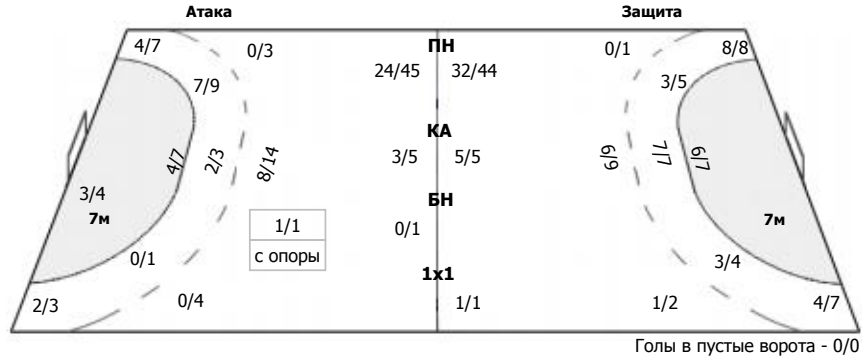 Атака Защита
4/7 0/3 ПН 0/1 8/8
7/9 24/45 32/44 3/5
КА
4/7 2/3 8/14 3/5 5/5 6/9 7/7 6/7
3/4
7м БН 7м
1/1 0/1
с опоры
0/1 3/4
1x1
2/3 0/4 1/1 1/2 4/7
Голы в пустые ворота - 0/0